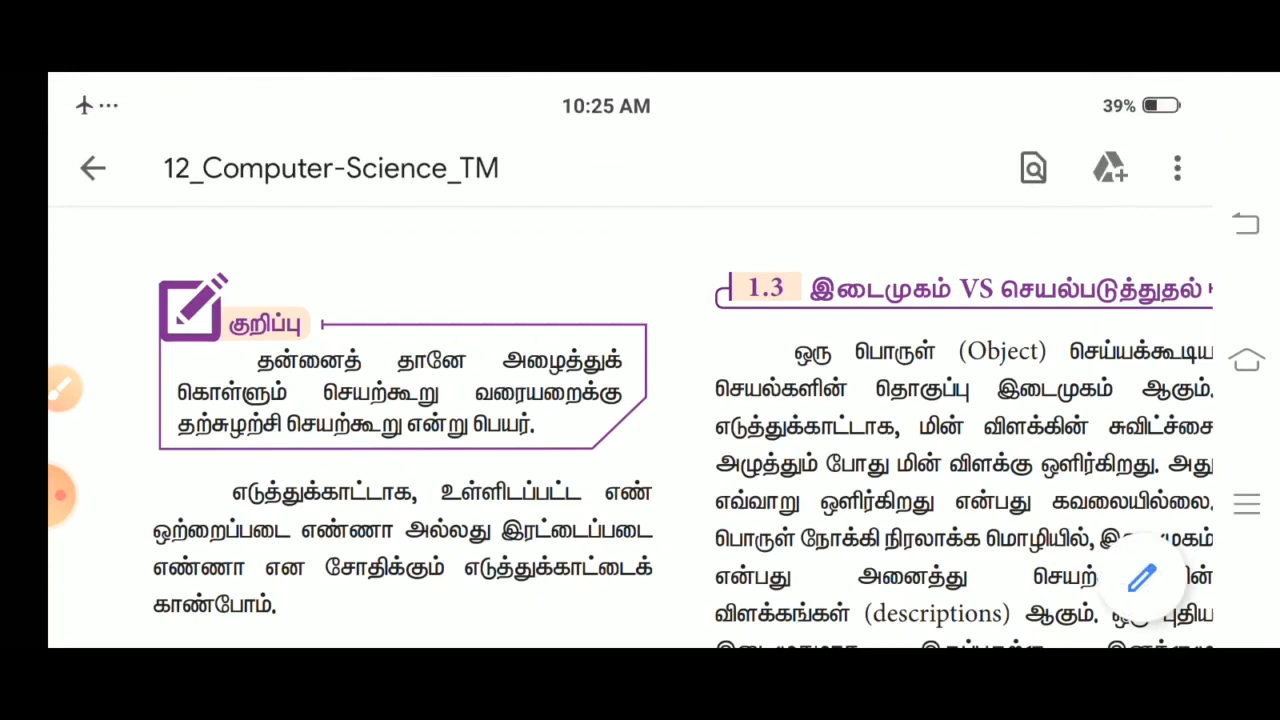 10:25 AM
39%
12_Computer-Science_TM
குறிப்பு
தன்னைத் தானே அழைத்துக்
கொள்ளும் செயற்கூறு வரையறைக்கு
தற்சுழற்சி செயற்கூறு என்று பெயர்.
எடுத்துக்காட்டாக, உள்ளிடப்பட்ட எண்
ஒற்றைப்படை எண்ணா அல்லது இரட்டைப்படை
எண்ணா என சோதிக்கும் எடுத்துக்காட்டைக்
காண்போம்.
1.3 இடைமுகம் VS செயல்படுத்துதல்
ஒரு பொருள் (Object) செய்யக்கூடிய
செயல்களின் தொகுப்பு இடைமுகம் ஆகும்.
எடுத்துக்காட்டாக, மின் விளக்கின் சுவிட்ச்சை
அழுத்தும் போது மின் விளக்கு ஒளிர்கிறது. அது
எவ்வாறு ஒளிர்கிறது என்பது கவலையில்லை.
பொருள் நோக்கி நிரலாக்க மொழியில்,
என்பது அனைத்து
விளக்கங்கள் (descriptions) ஆகும். புதிய